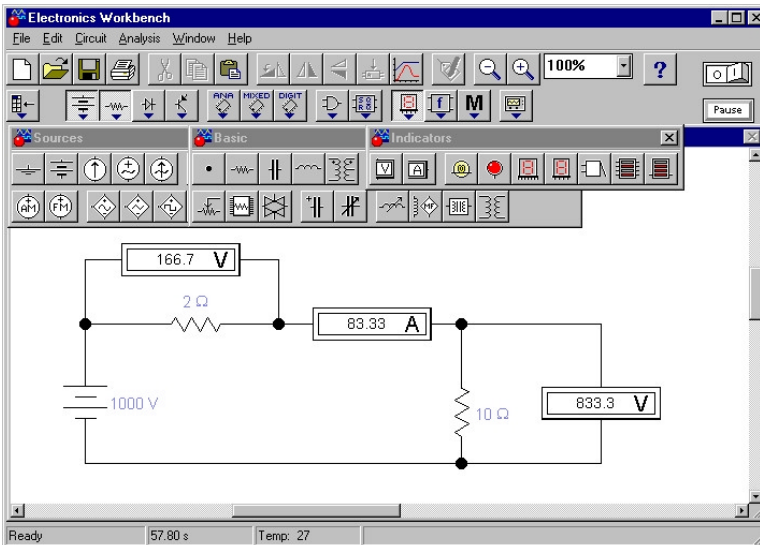 Electronics Workbench
File Edit Circuit Analysis Window Help
100% ? O I
ANA MIXED DIGIT f M Pause
Sources Basic Indicators
V A
AM FM MF
166.7 V
2 Ω
83.33 A
1000 V
10 Ω
833.3 V
Ready 57.80 s Temp: 27